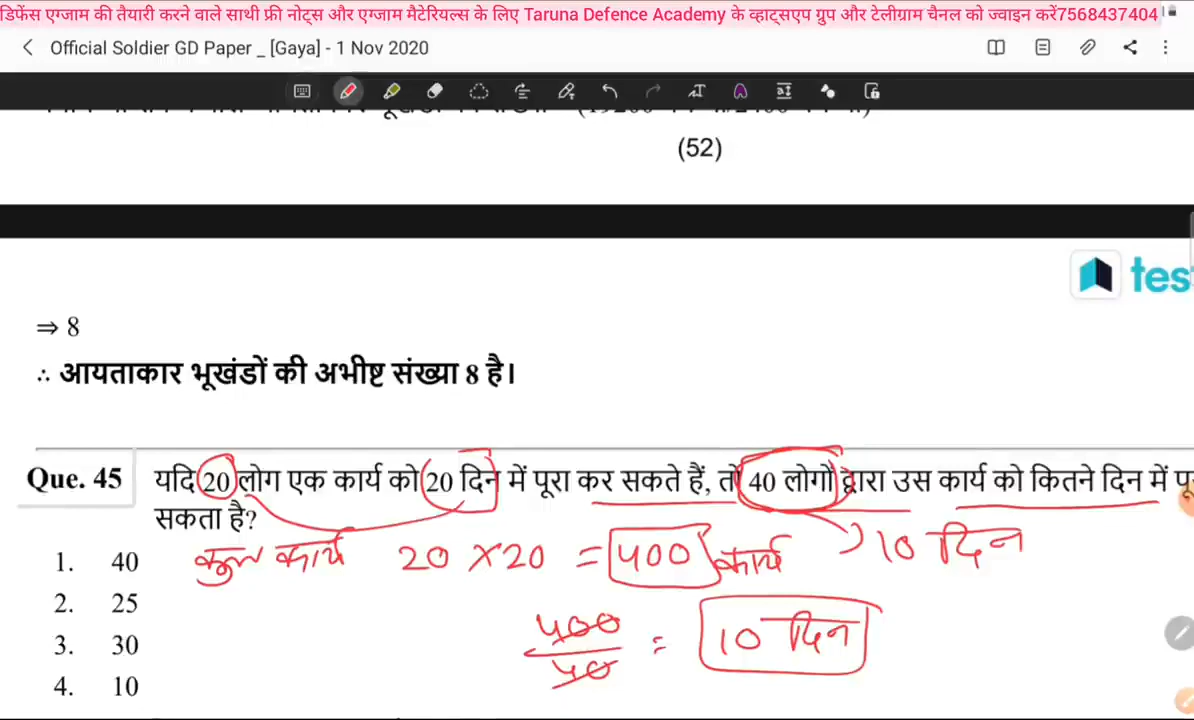 डिफेंस एग्जाम की तैयारी करने वाले साथी फ्री नोट्स और एग्जाम मैटेरियल्स के लिए Taruna Defence Academy के व्हाट्सएप ग्रुप और टेलीग्राम चैनल को ज्वाइन करें7568437404
Official Soldier GD Paper _ [Gaya] - 1 Nov 2020
(52)
tes
⇒ 8
∴ आयताकार भूखंडों की अभीष्ट संख्या 8 है।
Que. 45 यदि 20 लोग एक कार्य को 20 दिन में पूरा कर सकते हैं, तो 40 लोगों द्वारा उस कार्य को कितने दिन में पू
सकता है?
कुल कार्य 20 × 20 = 400 कार्य 10 दिन
1. 40
2. 25
400/40 = 10 दिन
3. 30
4. 10